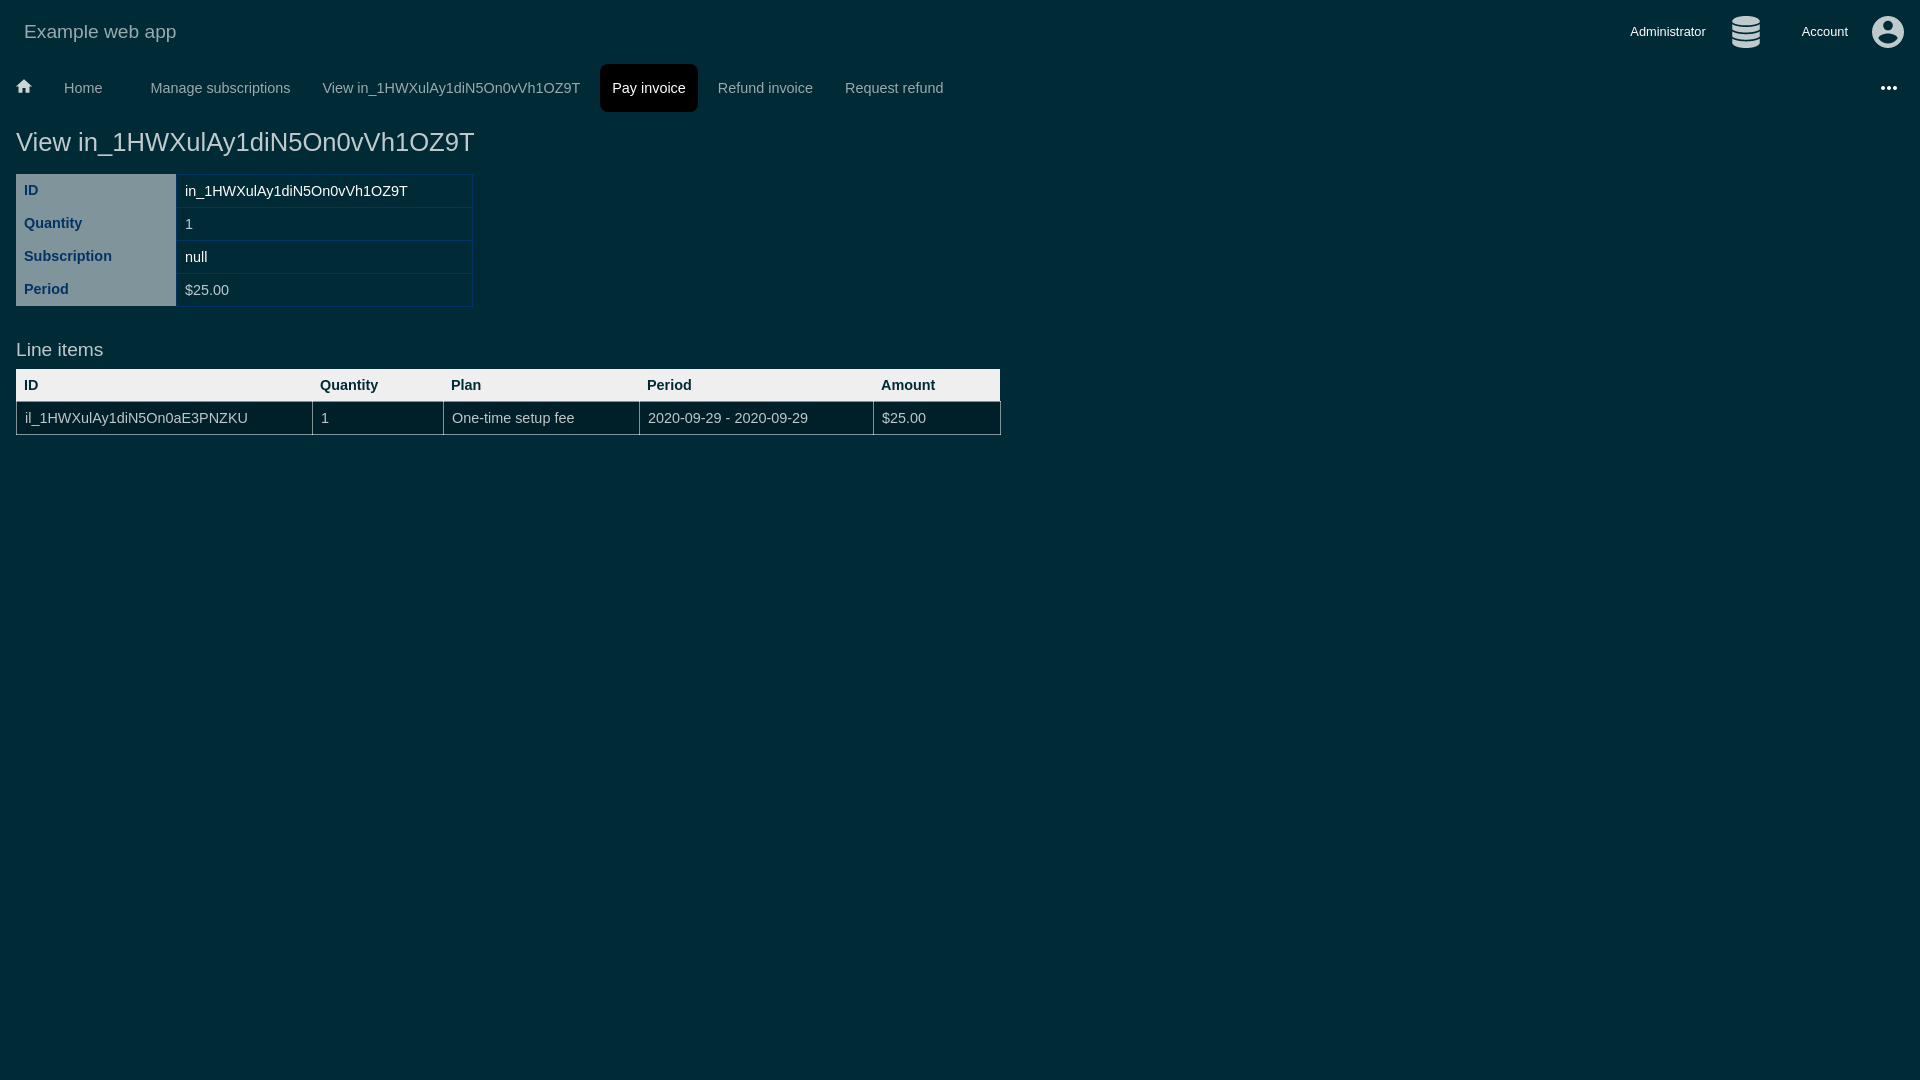 Example web app
Administrator
Account
Home
Manage subscriptions
View in_1HWXulAy1diN5On0vVh1OZ9T
Pay invoice
Refund invoice
Request refund
View in_1HWXulAy1diN5On0vVh1OZ9T
ID in_1HWXulAy1diN5On0vVh1OZ9T
Quantity 1
Subscription null
Period $25.00
Line items
ID Quantity Plan Period Amount
il_1HWXulAy1diN5On0aE3PNZKU 1 One-time setup fee 2020-09-29 - 2020-09-29 $25.00